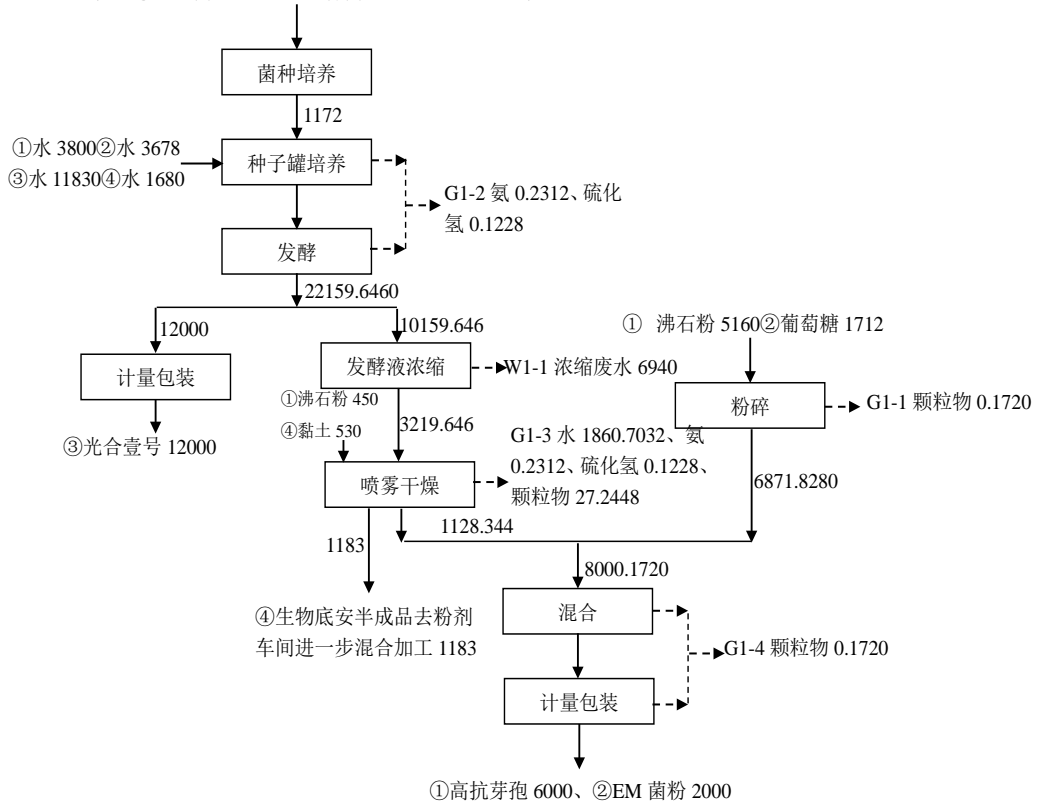 菌种培养
1172
①水 3800②水 3678
③水 11830④水 1680
种子罐培养
G1-2 氨 0.2312、硫化
氢 0.1228
发酵
22159.6460
12000
10159.646
① 沸石粉 5160②葡萄糖 1712
计量包装
发酵液浓缩
W1-1 浓缩废水 6940
粉碎
G1-1 颗粒物 0.1720
①沸石粉 450
④黏土 530
3219.646
③光合壹号 12000
G1-3 水 1860.7032、氨
0.2312、硫化氢 0.1228、
颗粒物 27.2448
喷雾干燥
6871.8280
1183
1128.344
8000.1720
④生物底安半成品去粉剂
车间进一步混合加工 1183
混合
G1-4 颗粒物 0.1720
计量包装
①高抗芽孢 6000、②EM 菌粉 2000